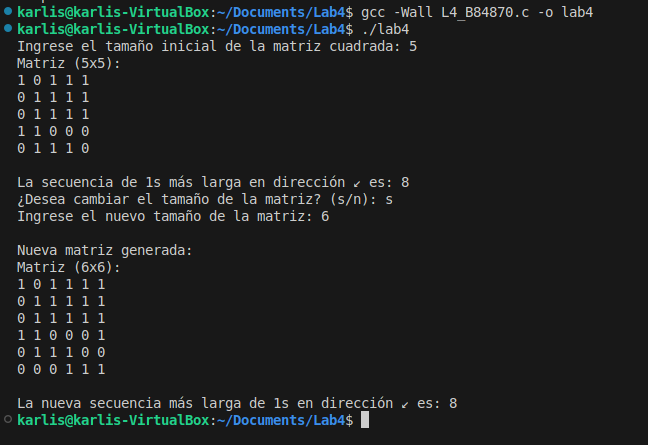 karlis@karlis-VirtualBox:~/Documents/Lab4$ gcc -Wall L4_B84870.c -o lab4
karlis@karlis-VirtualBox:~/Documents/Lab4$ ./lab4
Ingrese el tamaño inicial de la matriz cuadrada: 5
Matriz (5x5):
1 0 1 1 1
0 1 1 1 1
0 1 1 1 1
1 1 0 0 0
0 1 1 1 0
La secuencia de 1s más larga en dirección ↙ es: 8
¿Desea cambiar el tamaño de la matriz? (s/n): s
Ingrese el nuevo tamaño de la matriz: 6
Nueva matriz generada:
Matriz (6x6):
1 0 1 1 1 1
0 1 1 1 1 1
0 1 1 1 1 1
1 1 0 0 0 1
0 1 1 1 0 0
0 0 0 1 1 1
La nueva secuencia más larga de 1s en dirección ↙ es: 8
karlis@karlis-VirtualBox:~/Documents/Lab4$